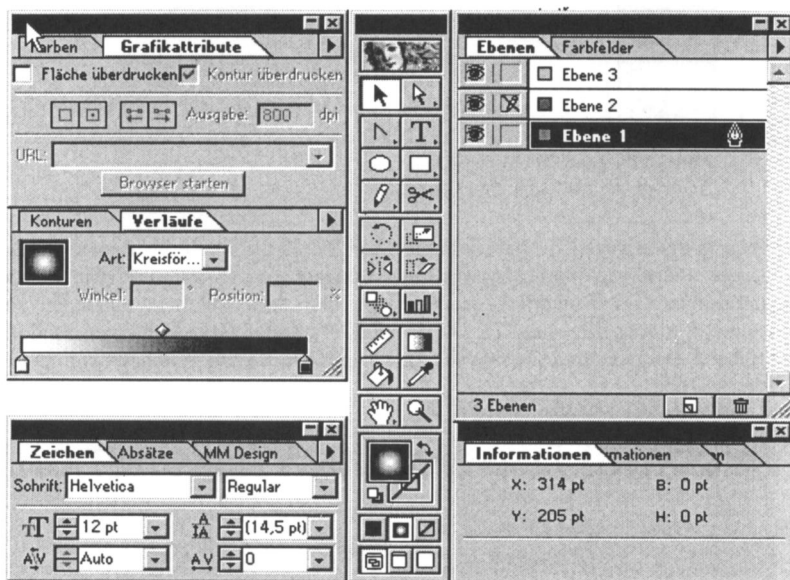 Farben Grafikattribute
Fläche überdrucken Kontur überdrucken
Ausgabe: 800 dpi
URL:
Browser starten
Konturen Verläufe
Art: Kreisför...
Winkel: ° Position: %
Zeichen Absätze MM Design
Schrift: Helvetica Regular
12 pt (14,5 pt)
Auto 0
T
Ebenen Farbfelder
Ebene 3
Ebene 2
Ebene 1
3 Ebenen
Informationen mationen en
X: 314 pt B: 0 pt
Y: 205 pt H: 0 pt